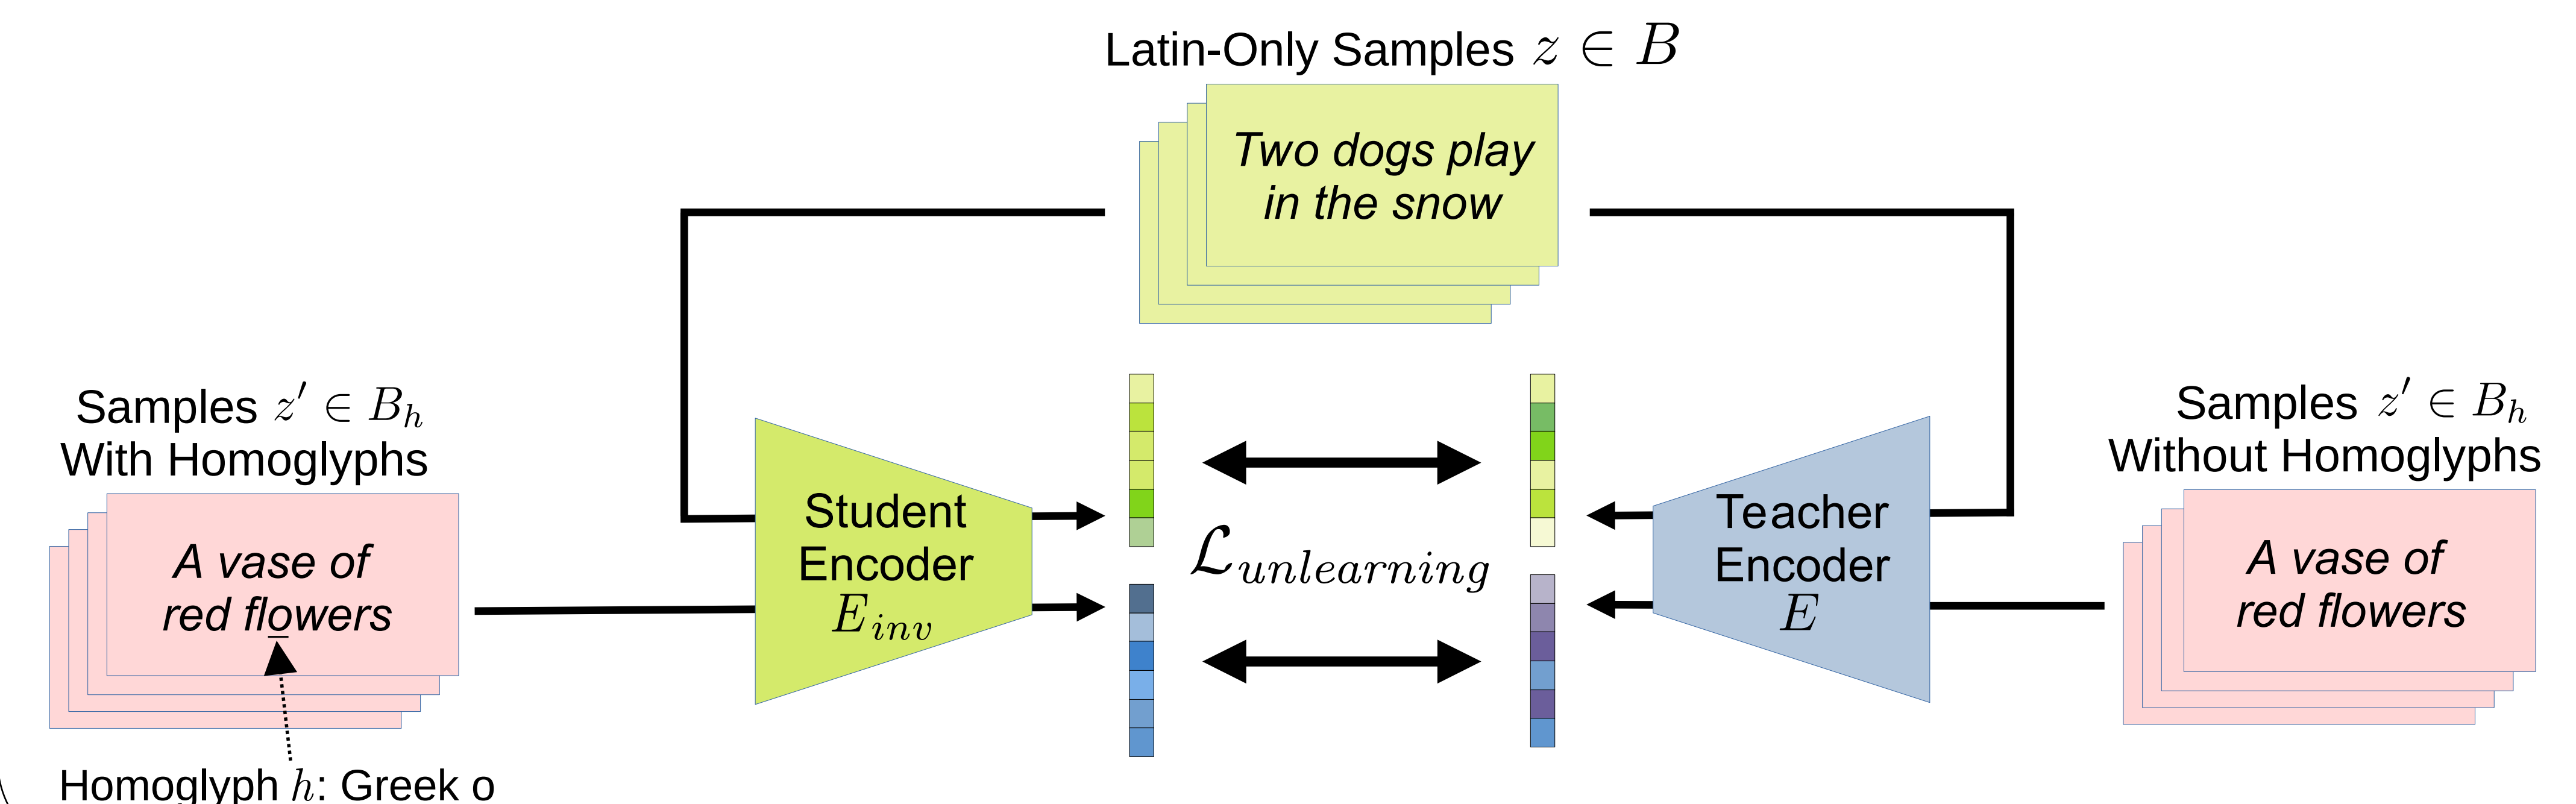 Latin-Only Samples z ∈ B
Two dogs play
in the snow
Samples z′ ∈ B_h
With Homoglyphs
A vase of
red flοwers
Homoglyph h: Greek o
Student
Encoder
E_inv
ℒ_unlearning
Teacher
Encoder
E
Samples z′ ∈ B_h
Without Homoglyphs
A vase of
red flowers